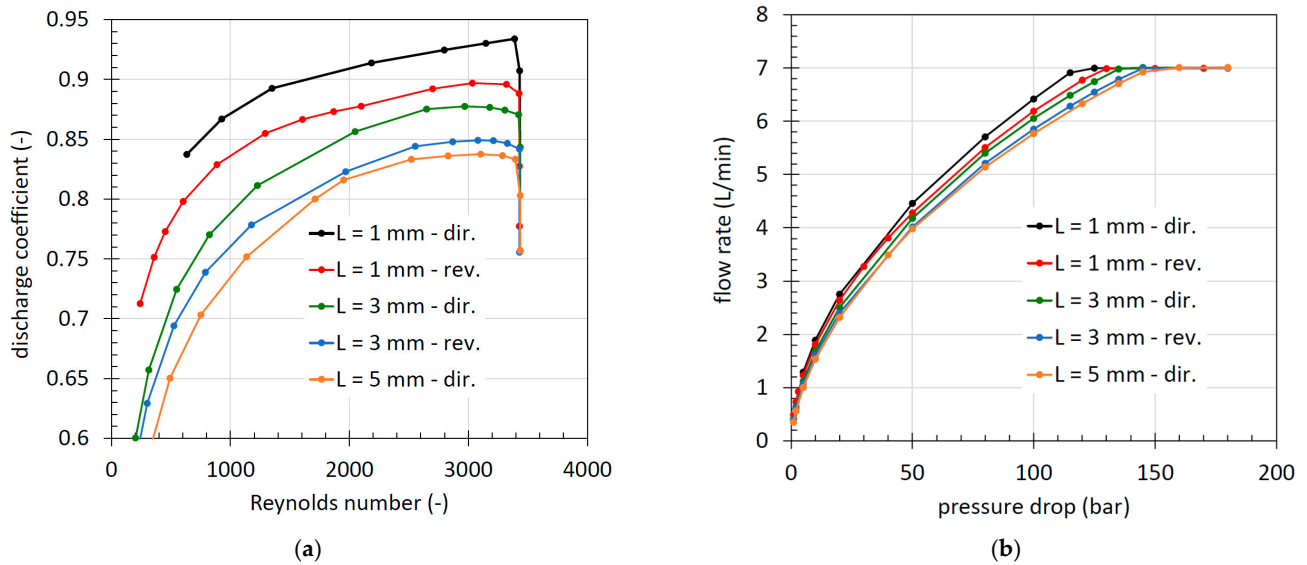 0.95
0.9
0.85
0.8
0.75
0.7
0.65
0.6
discharge coefficient (-)
L = 1 mm - dir.
L = 1 mm - rev.
L = 3 mm - dir.
L = 3 mm - rev.
L = 5 mm - dir.
0 1000 2000 3000 4000
Reynolds number (-)
(a)
8
7
6
5
4
3
2
1
0
flow rate (L/min)
L = 1 mm - dir.
L = 1 mm - rev.
L = 3 mm - dir.
L = 3 mm - rev.
L = 5 mm - dir.
0 50 100 150 200
pressure drop (bar)
(b)